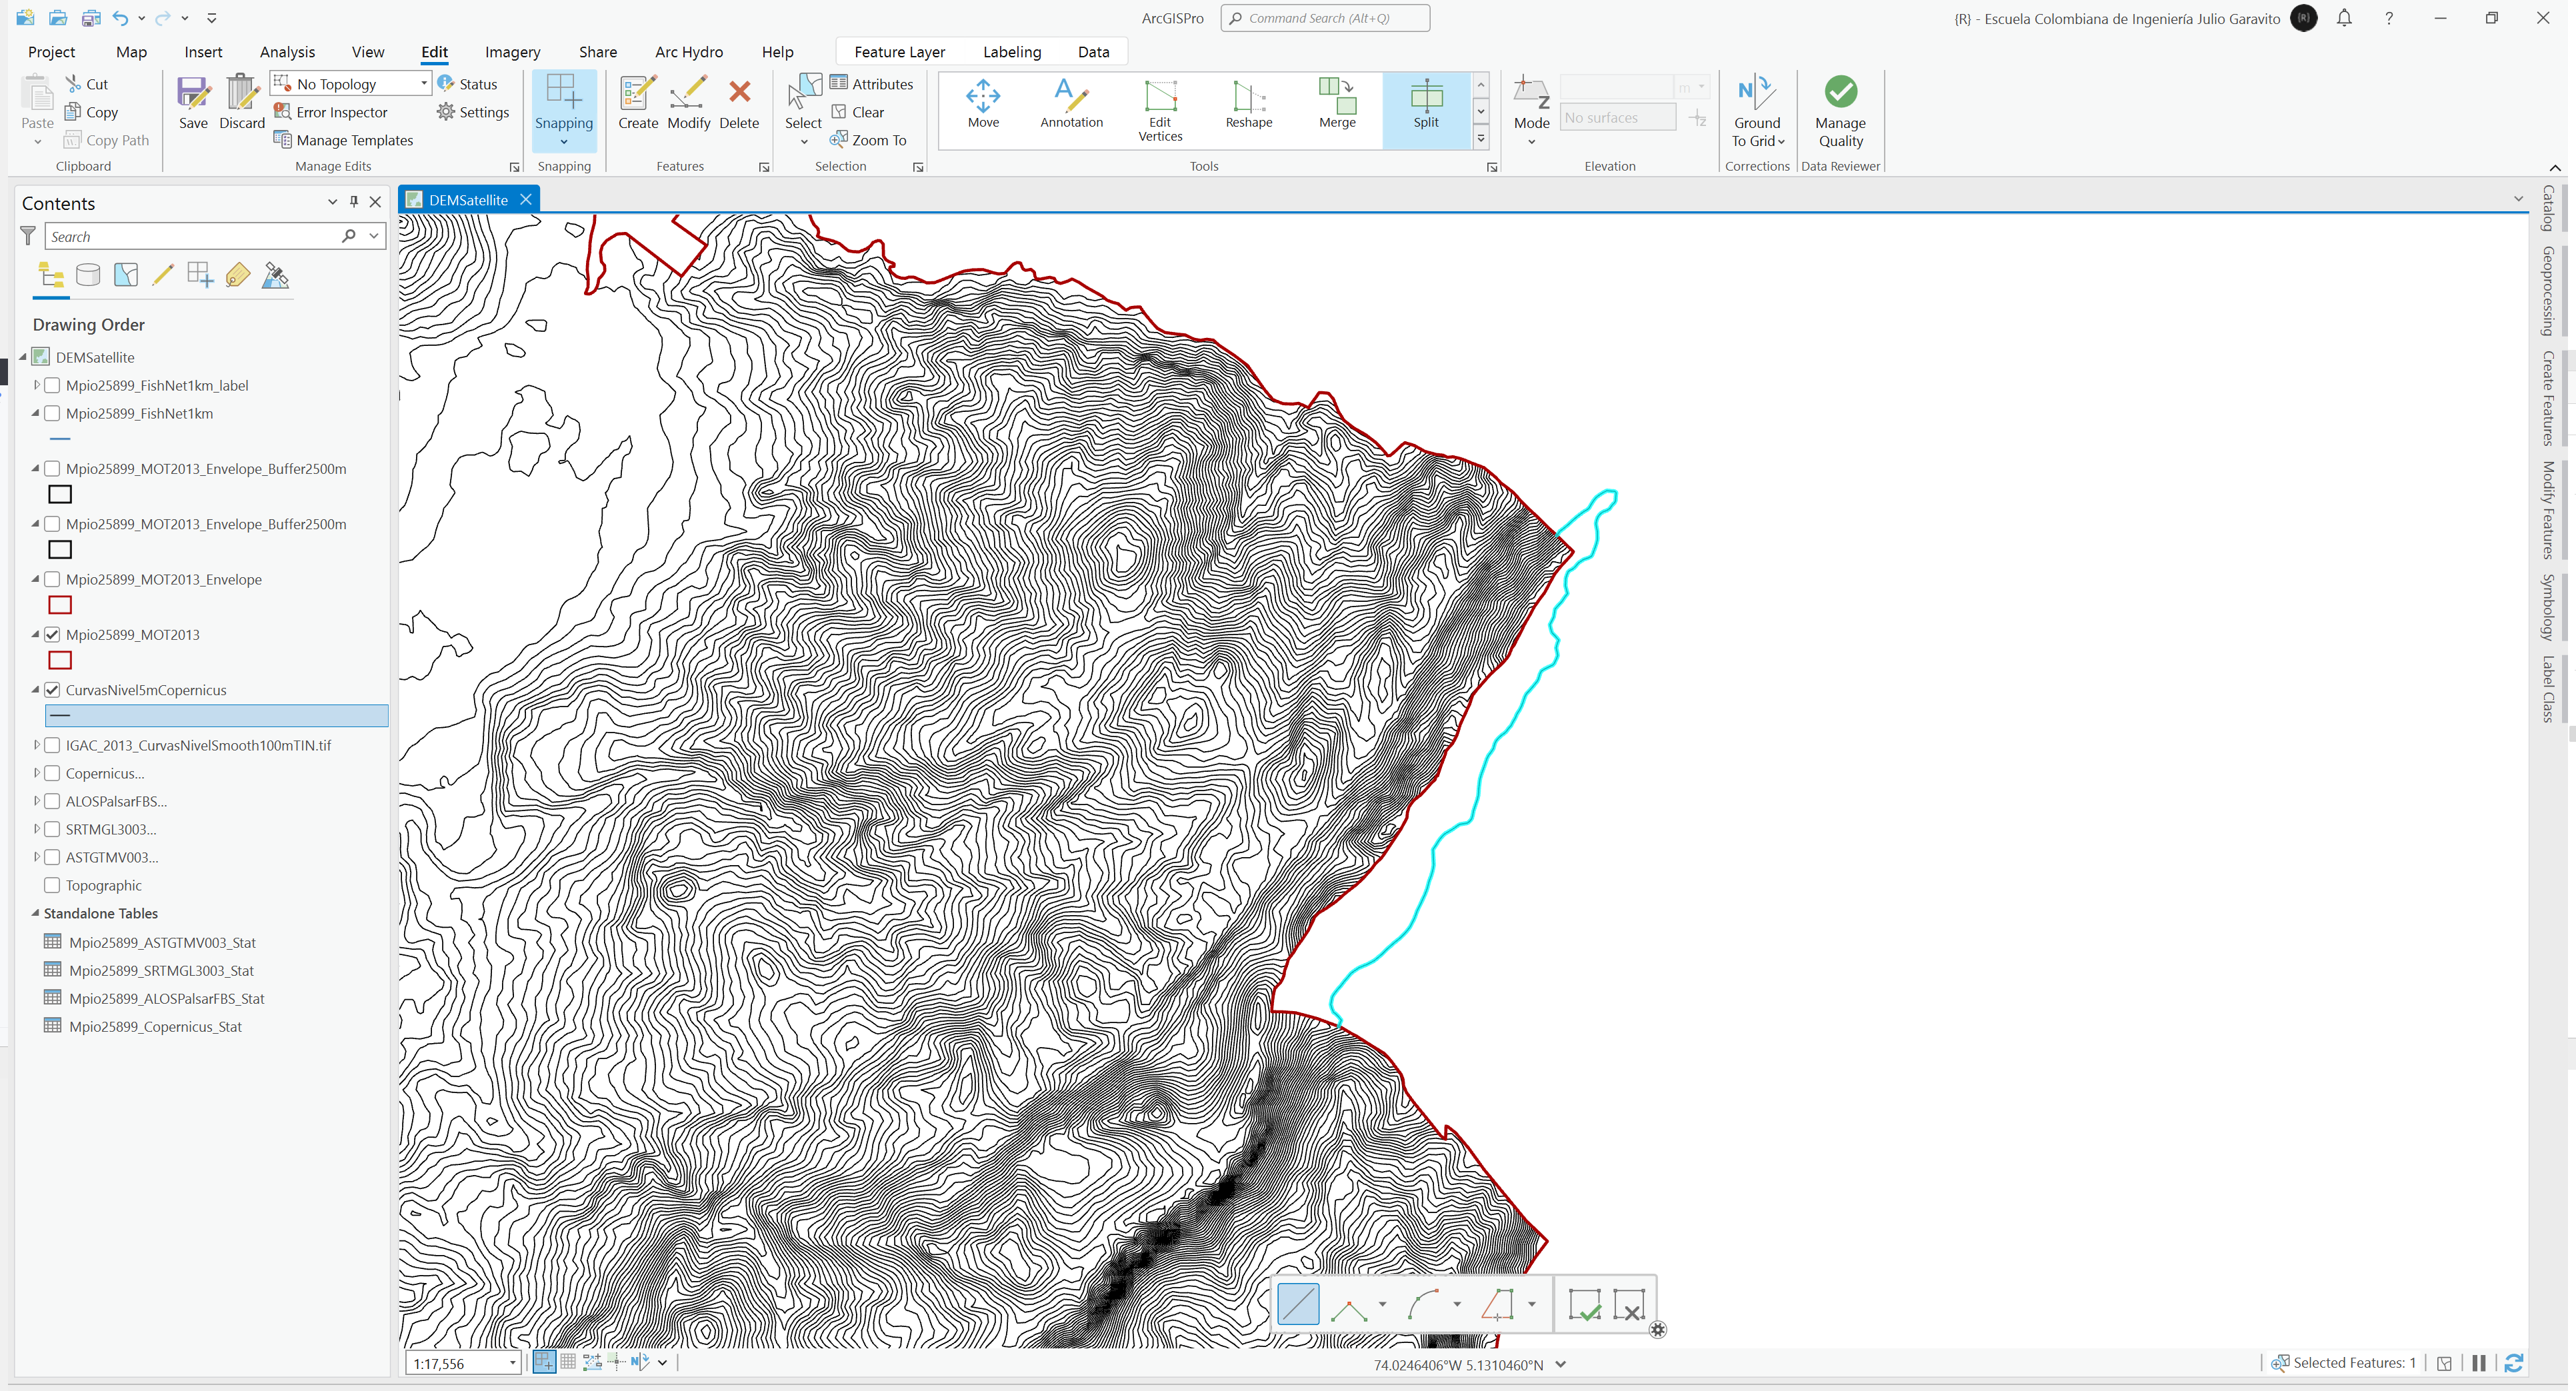 ArcGISPro
Command Search (Alt+Q)
{R} - Escuela Colombiana de Ingeniería Julio Garavito
{R}
?
Project Map Insert Analysis View Edit Imagery Share Arc Hydro Help Feature Layer Labeling Data
Paste
Cut
Copy
Copy Path
Clipboard
Save
Discard
No Topology
Error Inspector
Manage Templates
Status
Settings
Manage Edits
Snapping
Snapping
Create
Modify
Delete
Features
Select
Attributes
Clear
Zoom To
Selection
Move
Annotation
Edit
Vertices
Reshape
Merge
Split
Tools
Mode
m
No surfaces
Elevation
Ground
To Grid
Corrections
Manage
Quality
Data Reviewer
Contents
Search
Drawing Order
DEMSatellite
Mpio25899_FishNet1km_label
Mpio25899_FishNet1km
Mpio25899_MOT2013_Envelope_Buffer2500m
Mpio25899_MOT2013_Envelope_Buffer2500m
Mpio25899_MOT2013_Envelope
Mpio25899_MOT2013
CurvasNivel5mCopernicus
IGAC_2013_CurvasNivelSmooth100mTIN.tif
Copernicus...
ALOSPalsarFBS...
SRTMGL3003...
ASTGTMV003...
Topographic
Standalone Tables
Mpio25899_ASTGTMV003_Stat
Mpio25899_SRTMGL3003_Stat
Mpio25899_ALOSPalsarFBS_Stat
Mpio25899_Copernicus_Stat
DEMSatellite
Catalog
Geoprocessing
Create Features
Modify Features
Symbology
Label Class
1:17,556
74.0246406°W 5.1310460°N
Selected Features: 1